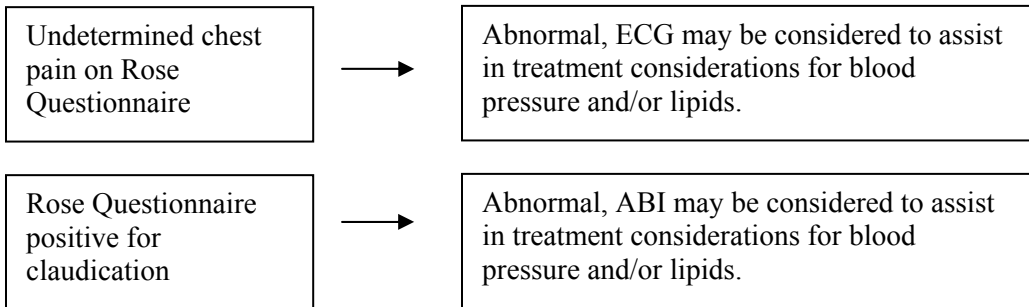 Undetermined chest
pain on Rose
Questionnaire
Abnormal, ECG may be considered to assist
in treatment considerations for blood
pressure and/or lipids.
Rose Questionnaire
positive for
claudication
Abnormal, ABI may be considered to assist
in treatment considerations for blood
pressure and/or lipids.